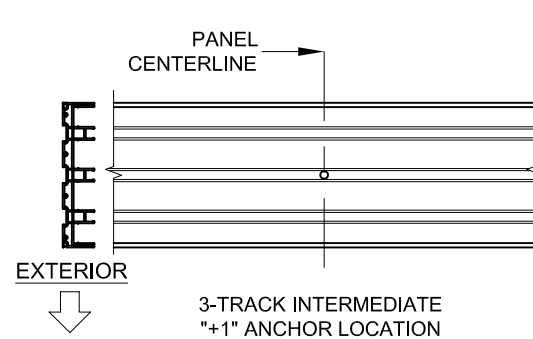 PANEL
CENTERLINE
EXTERIOR
3-TRACK INTERMEDIATE
"+1" ANCHOR LOCATION